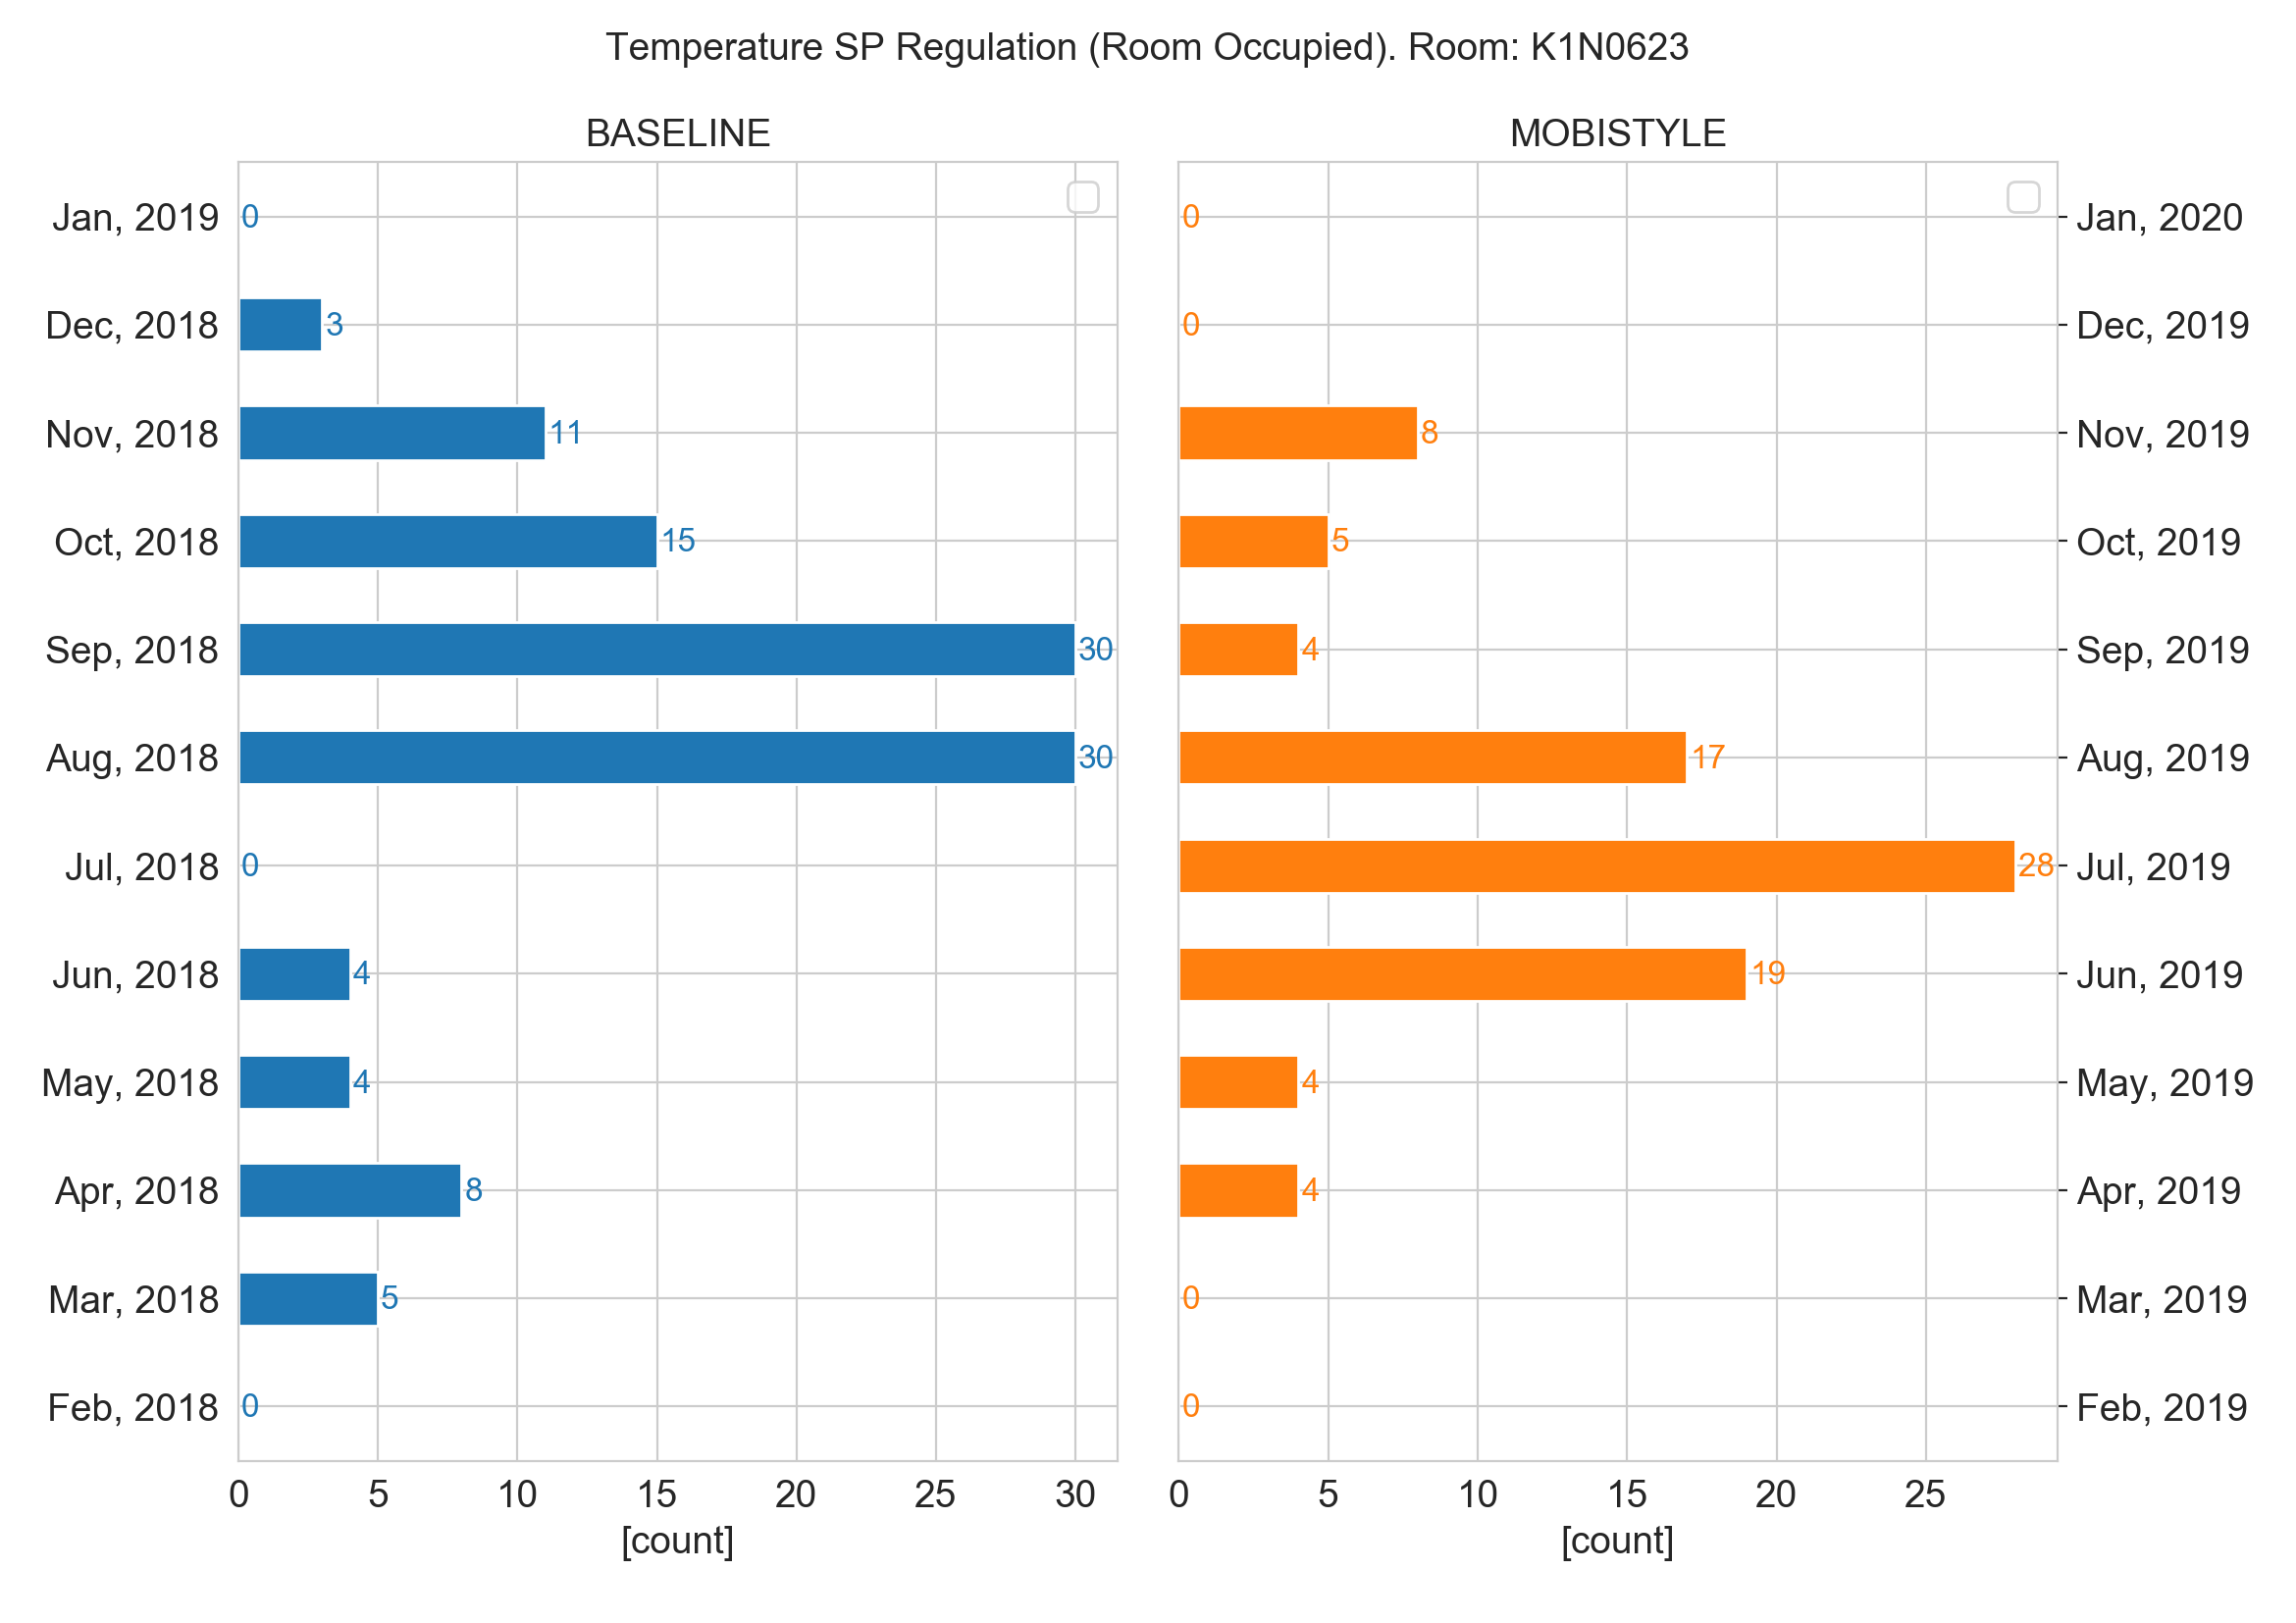 Temperature SP Regulation (Room Occupied). Room: K1N0623
BASELINE
Jan, 2019
0
Dec, 2018
3
Nov, 2018
11
Oct, 2018
15
Sep, 2018
30
Aug, 2018
30
Jul, 2018
0
Jun, 2018
4
May, 2018
4
Apr, 2018
8
Mar, 2018
5
Feb, 2018
0
0 5 10 15 20 25 30
[count]
MOBISTYLE
0
Jan, 2020
0
Dec, 2019
8
Nov, 2019
5
Oct, 2019
4
Sep, 2019
17
Aug, 2019
28
Jul, 2019
19
Jun, 2019
4
May, 2019
4
Apr, 2019
0
Mar, 2019
0
Feb, 2019
0 5 10 15 20 25
[count]